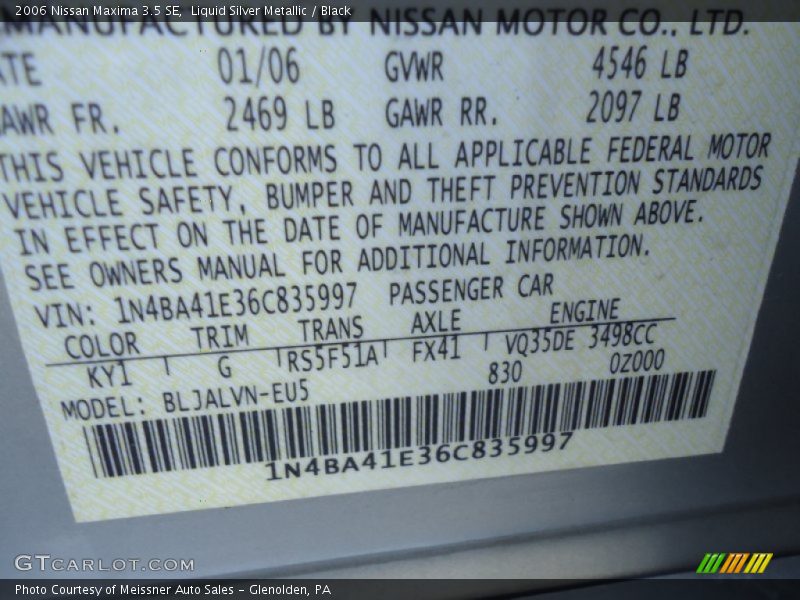 2006 Nissan Maxima 3.5 SE, Liquid Silver Metallic / Black
MANUFACTURED BY NISSAN MOTOR CO., LTD.
ATE 01/06 GVWR 4546 LB
GAWR FR. 2469 LB GAWR RR. 2097 LB
THIS VEHICLE CONFORMS TO ALL APPLICABLE FEDERAL MOTOR
VEHICLE SAFETY, BUMPER AND THEFT PREVENTION STANDARDS
IN EFFECT ON THE DATE OF MANUFACTURE SHOWN ABOVE.
SEE OWNERS MANUAL FOR ADDITIONAL INFORMATION.
VIN: 1N4BA41E36C835997 PASSENGER CAR
COLOR TRIM TRANS AXLE ENGINE
KY1 G RS5F51A FX41 VQ35DE 3498CC
MODEL: BLJALVN-EU5 830 0Z000
1N4BA41E36C835997
GTCARLOT.COM
Photo Courtesy of Meissner Auto Sales - Glenolden, PA